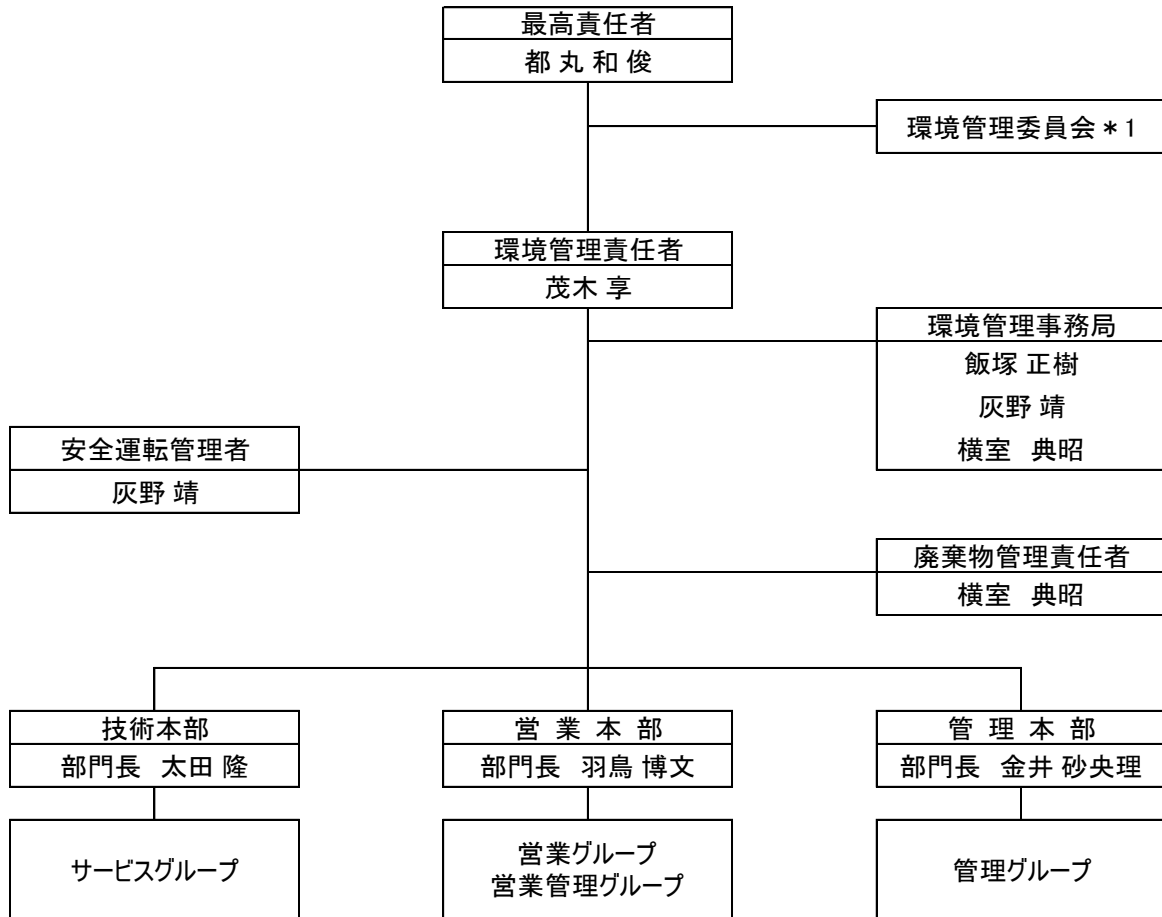 最高責任者
都 丸 和 俊
環境管理委員会＊1
環境管理責任者
茂木 享
環境管理事務局
飯塚 正樹
灰野 靖
横室　典昭
安全運転管理者
灰野 靖
廃棄物管理責任者
横室　典昭
技術本部
部門長　太田 隆
営 業 本 部
部門長　羽鳥 博文
管 理 本 部
部門長　金井 砂央理
サービスグループ
営業グループ
営業管理グループ
管理グループ